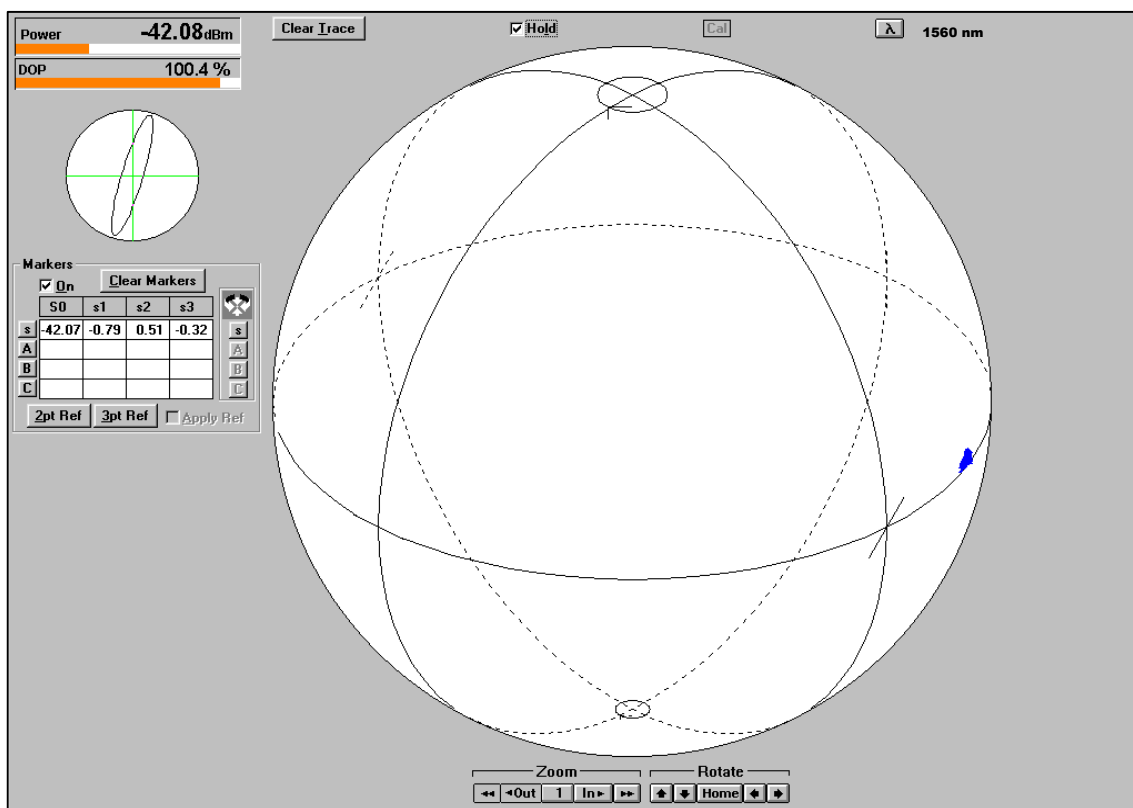 Power -42.08dBm
Clear Trace
Hold
Cal
λ
1560 nm
DOP 100.4 %
Markers
On
Clear Markers
S0 s1 s2 s3
s -42.07 -0.79 0.51 -0.32 s
A A
B B
C C
2pt Ref 3pt Ref Apply Ref
Zoom Rotate
Out 1 In Home